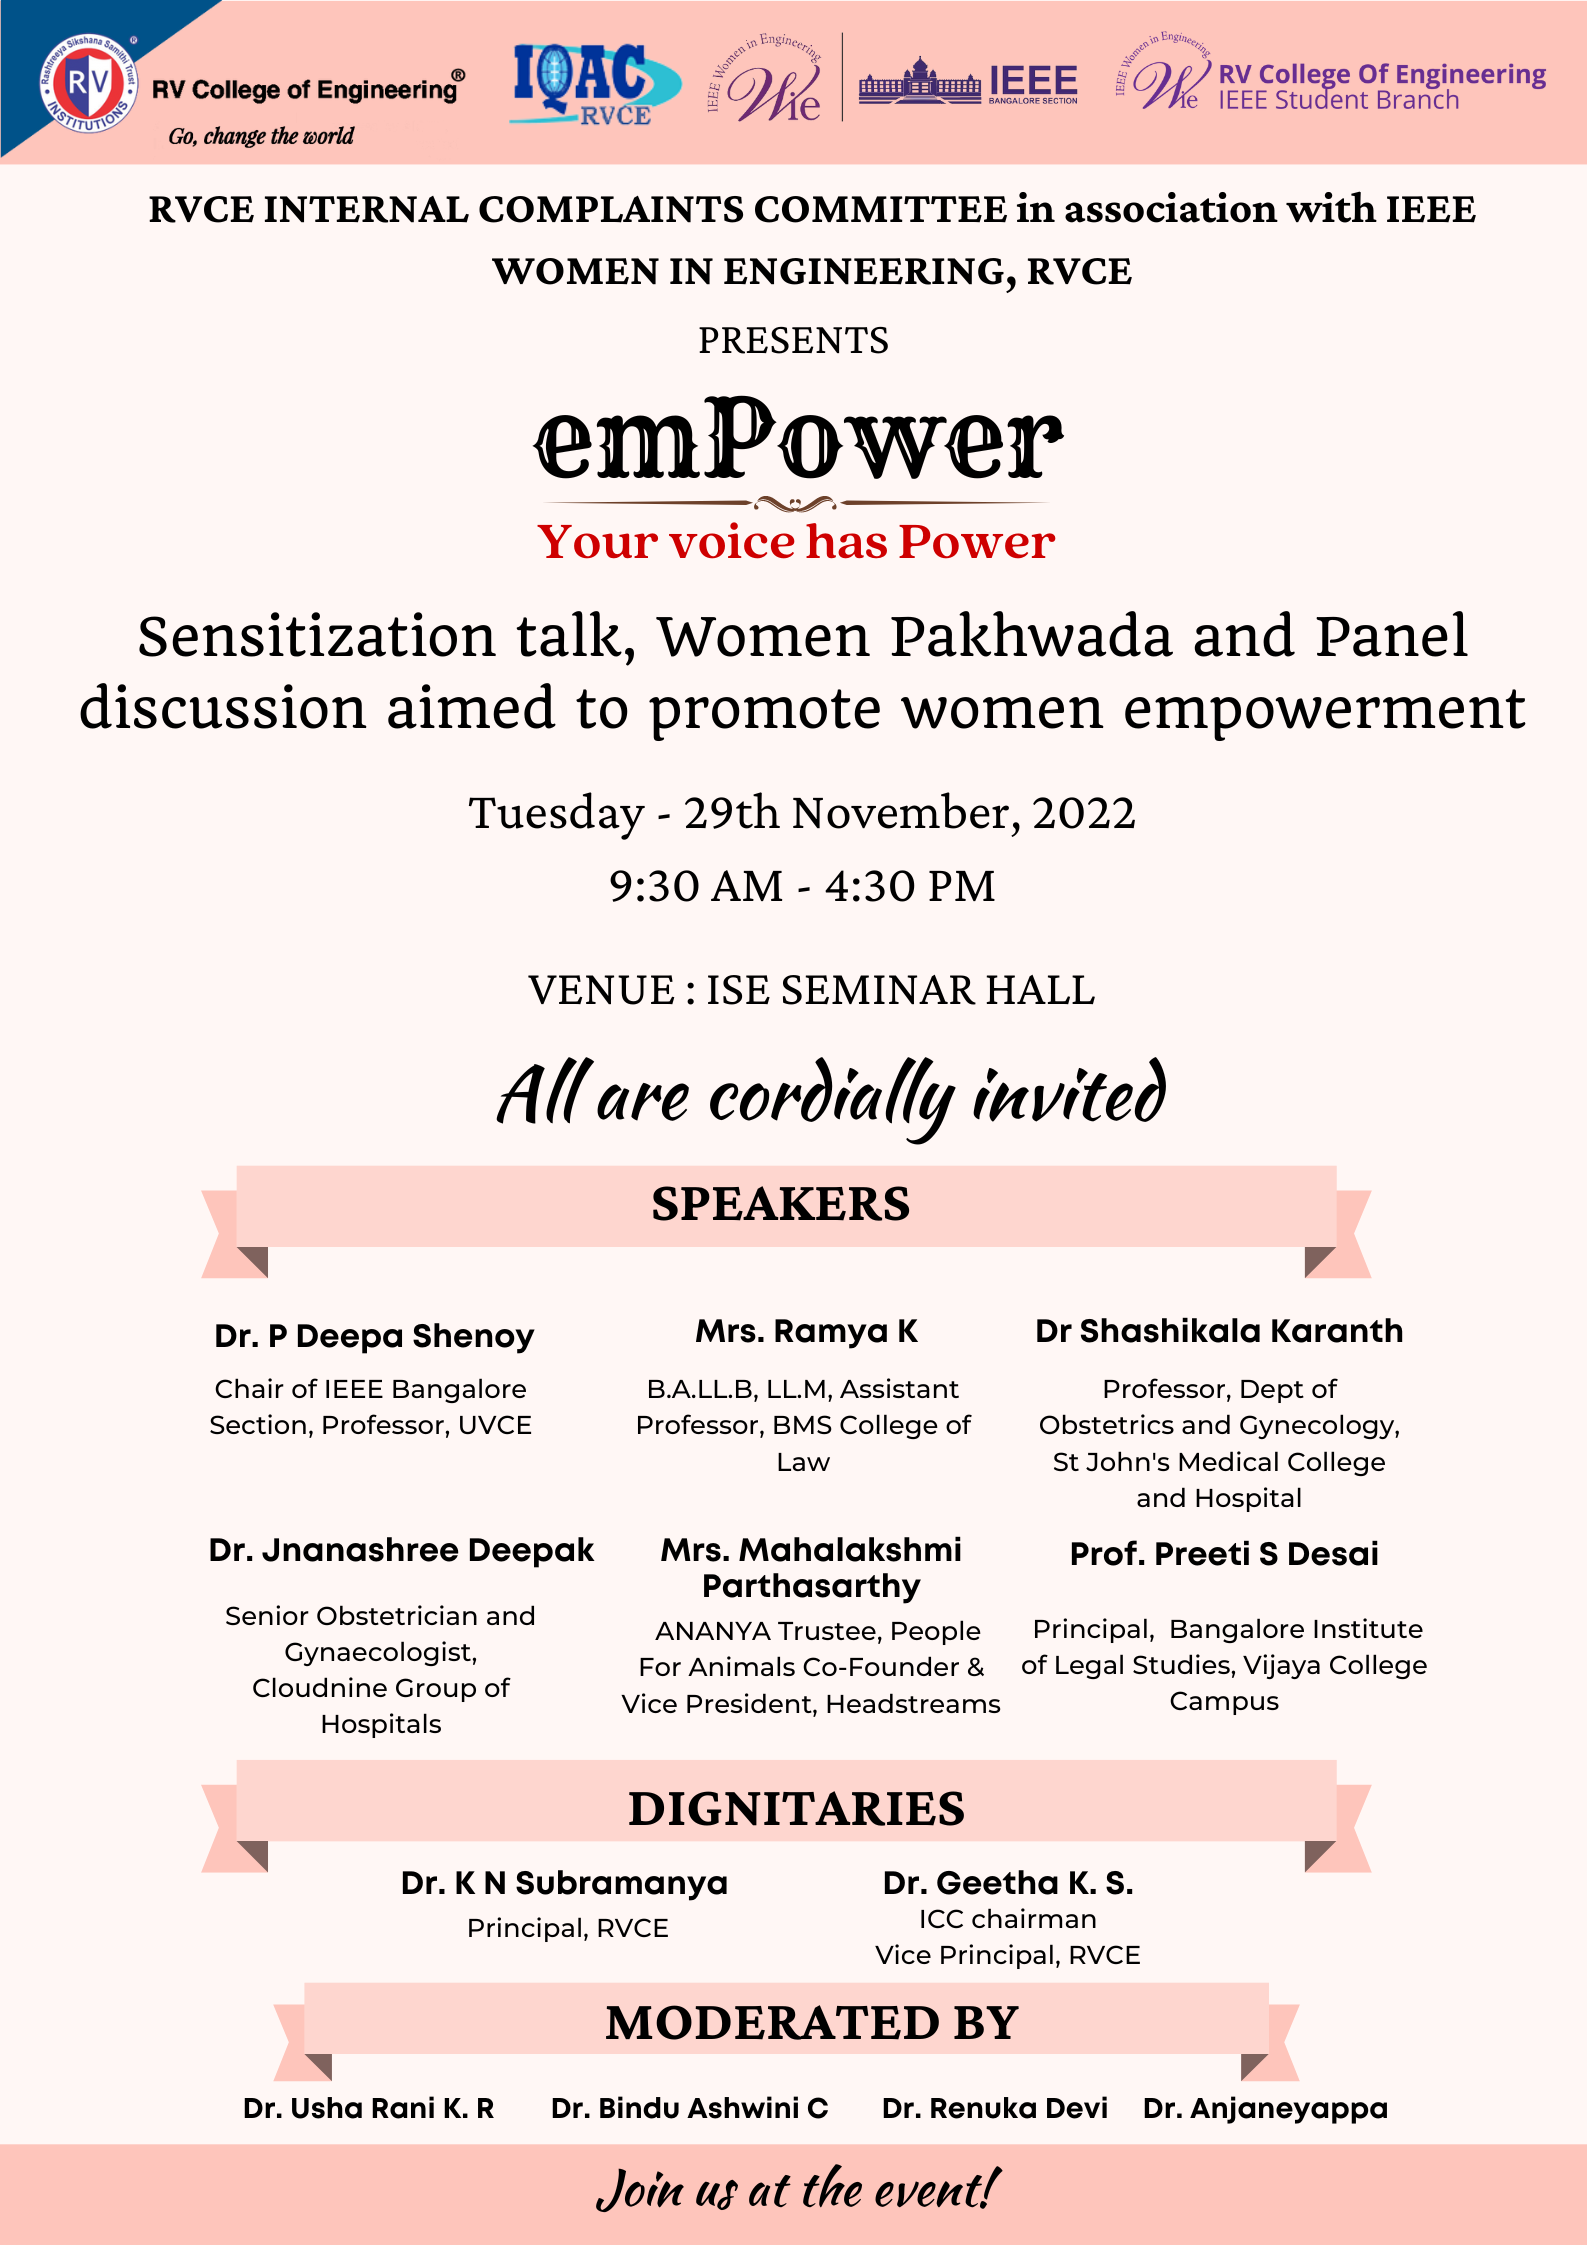 Rashtreeya Sikshana Samithi Trust
RV
INSTITUTIONS
®
RV College of Engineering®
Go, change the world
IQAC
RVCE
IEEE Women in Engineering
Wie
IEEE
BANGALORE SECTION
IEEE Women in Engineering
Wie
RV College Of Engineering
IEEE Student Branch
RVCE INTERNAL COMPLAINTS COMMITTEE in association with IEEE
WOMEN IN ENGINEERING, RVCE
PRESENTS
emPower
Your voice has Power
Sensitization talk, Women Pakhwada and Panel
discussion aimed to promote women empowerment
Tuesday - 29th November, 2022
9:30 AM - 4:30 PM
VENUE : ISE SEMINAR HALL
All are cordially invited
SPEAKERS
Dr. P Deepa Shenoy
Chair of IEEE Bangalore
Section, Professor, UVCE
Mrs. Ramya K
B.A.LL.B, LL.M, Assistant
Professor, BMS College of
Law
Dr Shashikala Karanth
Professor, Dept of
Obstetrics and Gynecology,
St John's Medical College
and Hospital
Dr. Jnanashree Deepak
Senior Obstetrician and
Gynaecologist,
Cloudnine Group of
Hospitals
Mrs. Mahalakshmi
Parthasarthy
ANANYA Trustee, People
For Animals Co-Founder &
Vice President, Headstreams
Prof. Preeti S Desai
Principal, Bangalore Institute
of Legal Studies, Vijaya College
Campus
DIGNITARIES
Dr. K N Subramanya
Principal, RVCE
Dr. Geetha K. S.
ICC chairman
Vice Principal, RVCE
MODERATED BY
Dr. Usha Rani K. R
Dr. Bindu Ashwini C
Dr. Renuka Devi
Dr. Anjaneyappa
Join us at the event!